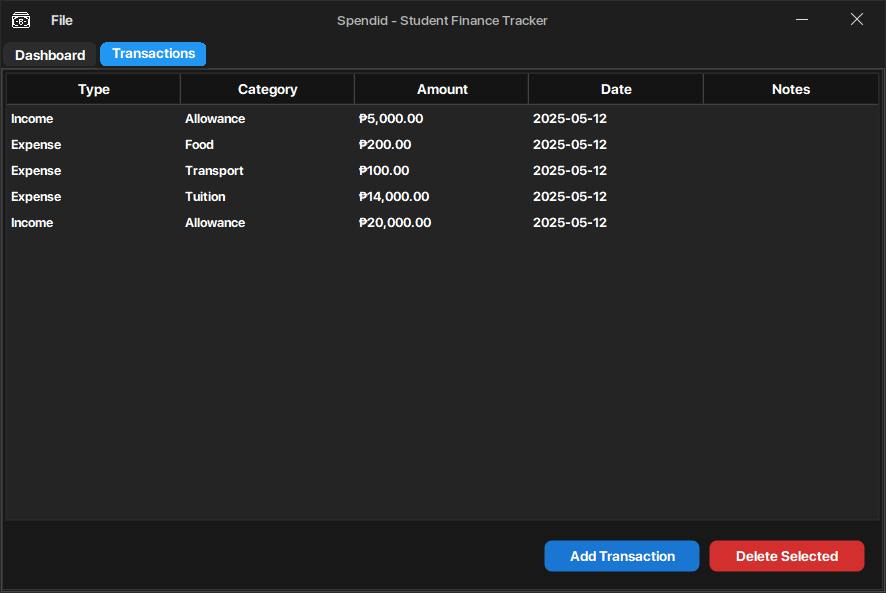 File Spendid - Student Finance Tracker
Dashboard Transactions
Type Category Amount Date Notes
Income Allowance ₱5,000.00 2025-05-12
Expense Food ₱200.00 2025-05-12
Expense Transport ₱100.00 2025-05-12
Expense Tuition ₱14,000.00 2025-05-12
Income Allowance ₱20,000.00 2025-05-12
Add Transaction Delete Selected